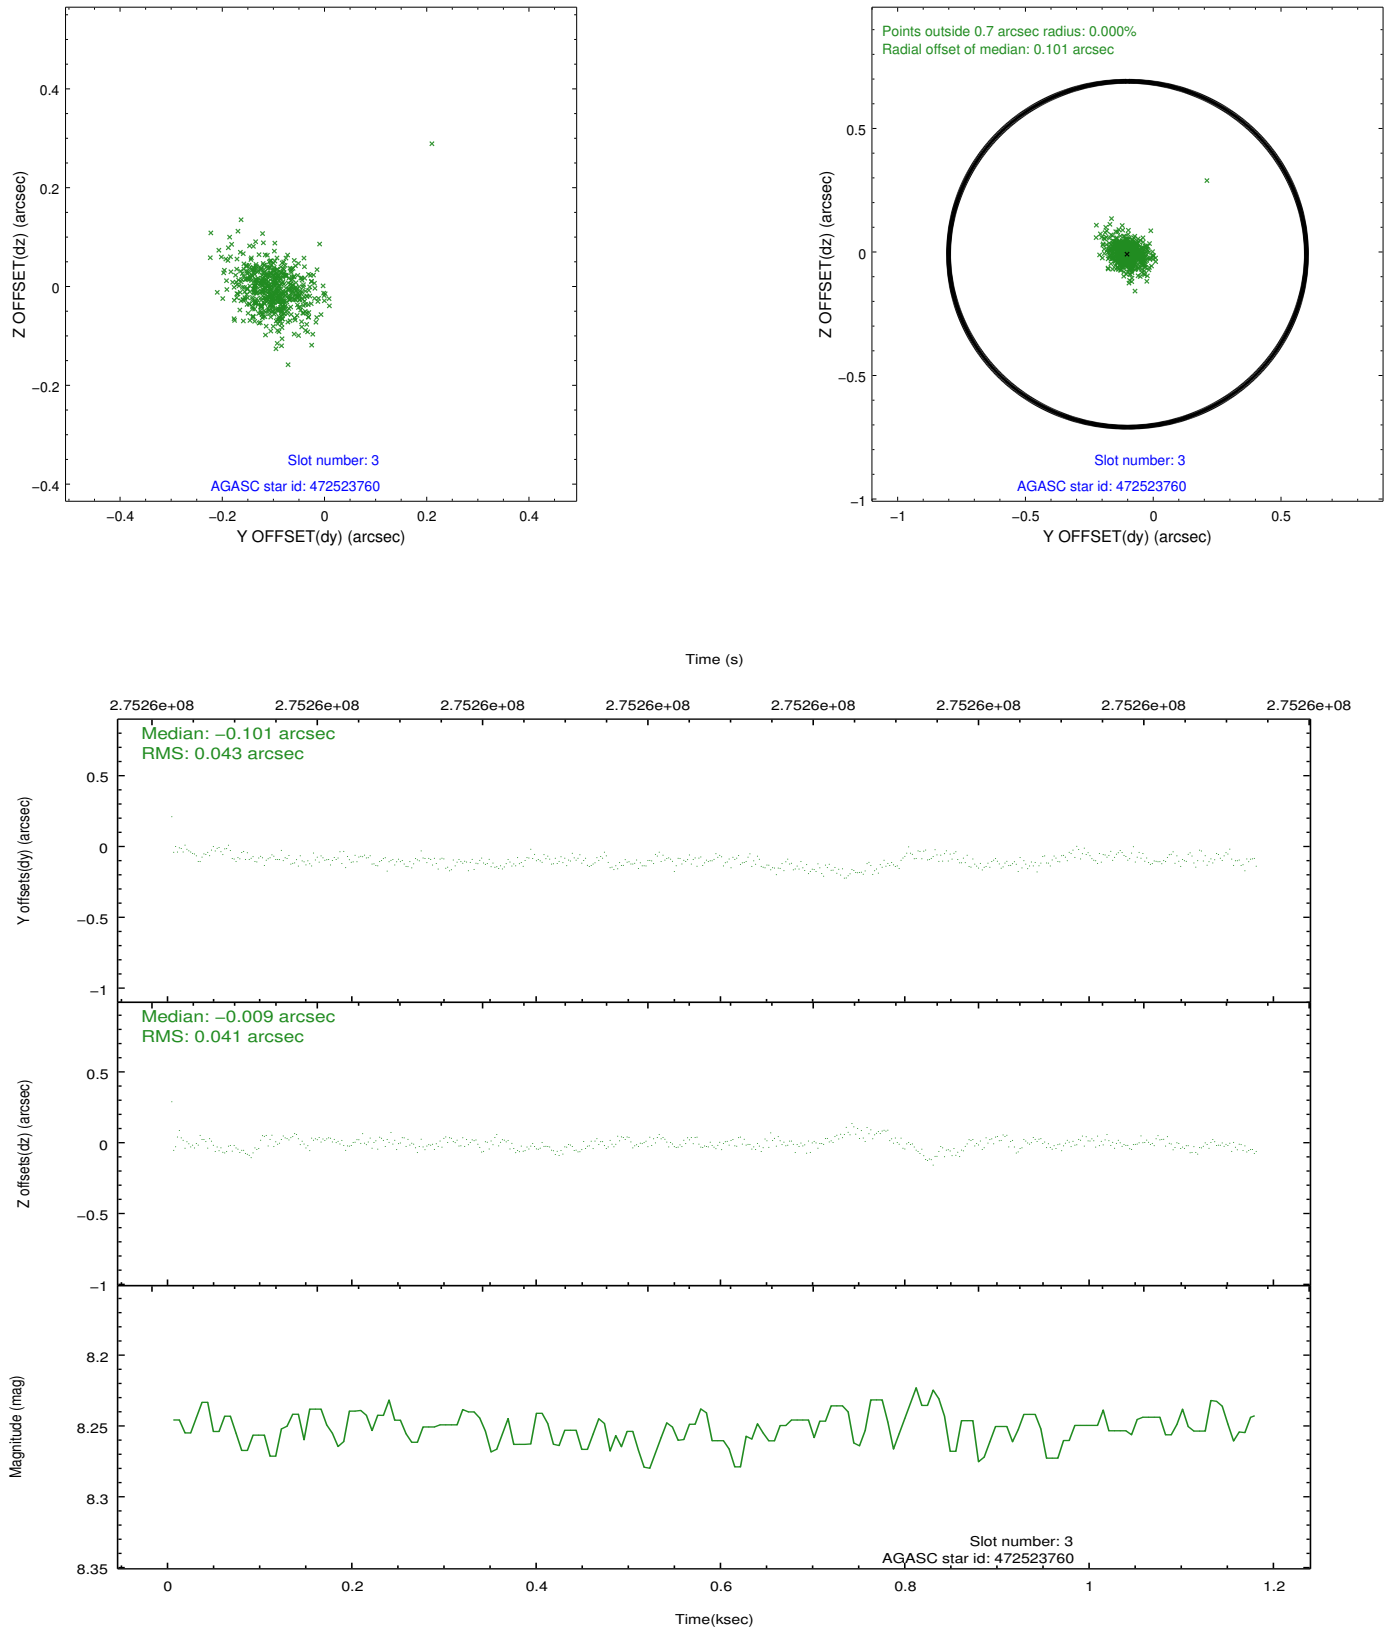 0.4
0.2
0
−0.2
−0.4
Z OFFSET(dz) (arcsec)
Slot number: 3
AGASC star id: 472523760
−0.4 −0.2 0 0.2 0.4
Y OFFSET(dy) (arcsec)
Points outside 0.7 arcsec radius: 0.000%
Radial offset of median: 0.101 arcsec
0.5
0
−0.5
−1
Z OFFSET(dz) (arcsec)
Slot number: 3
AGASC star id: 472523760
−1 −0.5 0 0.5
Y OFFSET(dy) (arcsec)
Time (s)
2.7526e+08 2.7526e+08 2.7526e+08 2.7526e+08 2.7526e+08 2.7526e+08 2.7526e+08 2.7526e+08
Median: −0.101 arcsec
RMS: 0.043 arcsec
0.5
0
−0.5
−1
Y offsets(dy) (arcsec)
Median: −0.009 arcsec
RMS: 0.041 arcsec
0.5
0
−0.5
−1
Z offsets(dz) (arcsec)
8.2
8.25
8.3
8.35
Magnitude (mag)
Slot number: 3
AGASC star id: 472523760
0 0.2 0.4 0.6 0.8 1 1.2
Time(ksec)